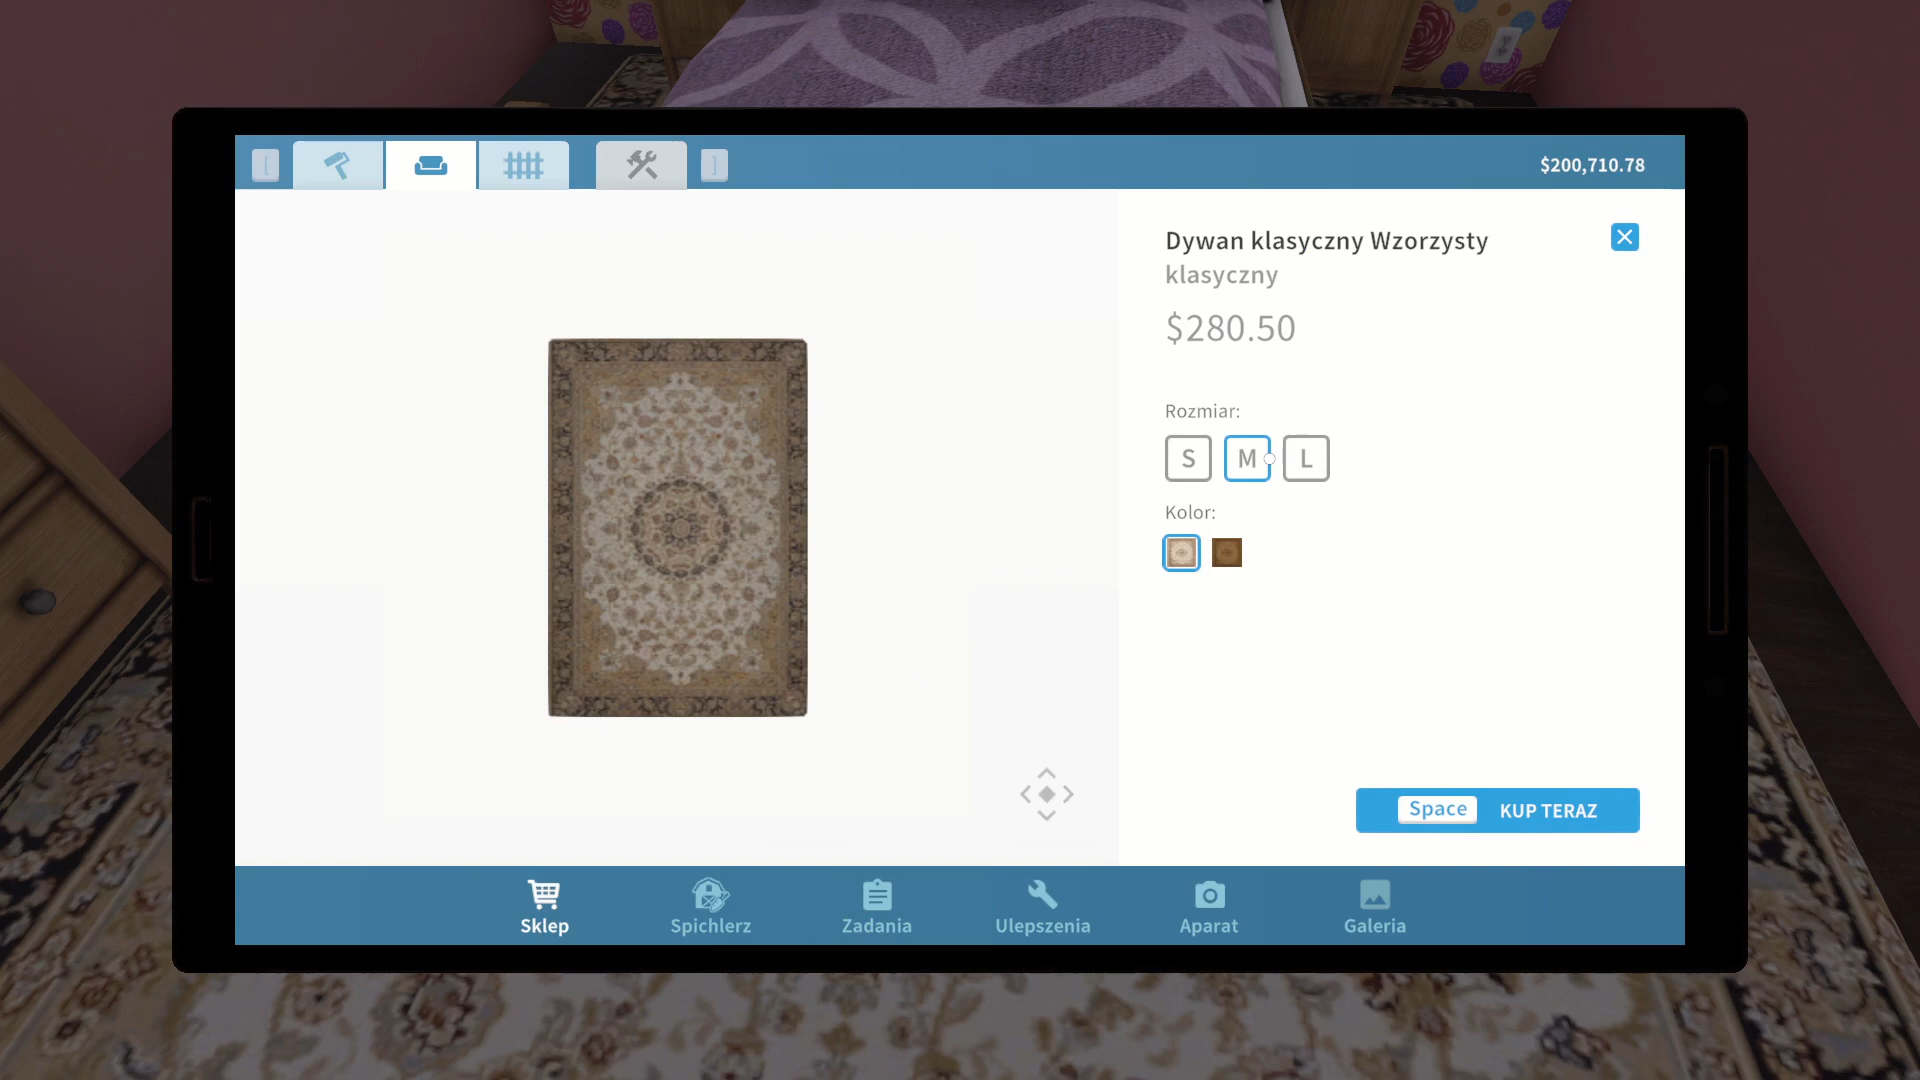 [
]
$200,710.78
Dywan klasyczny Wzorzysty
klasyczny
$280.50
Rozmiar:
S M L
Kolor:
Space KUP TERAZ
Sklep Spichlerz Zadania Ulepszenia Aparat Galeria